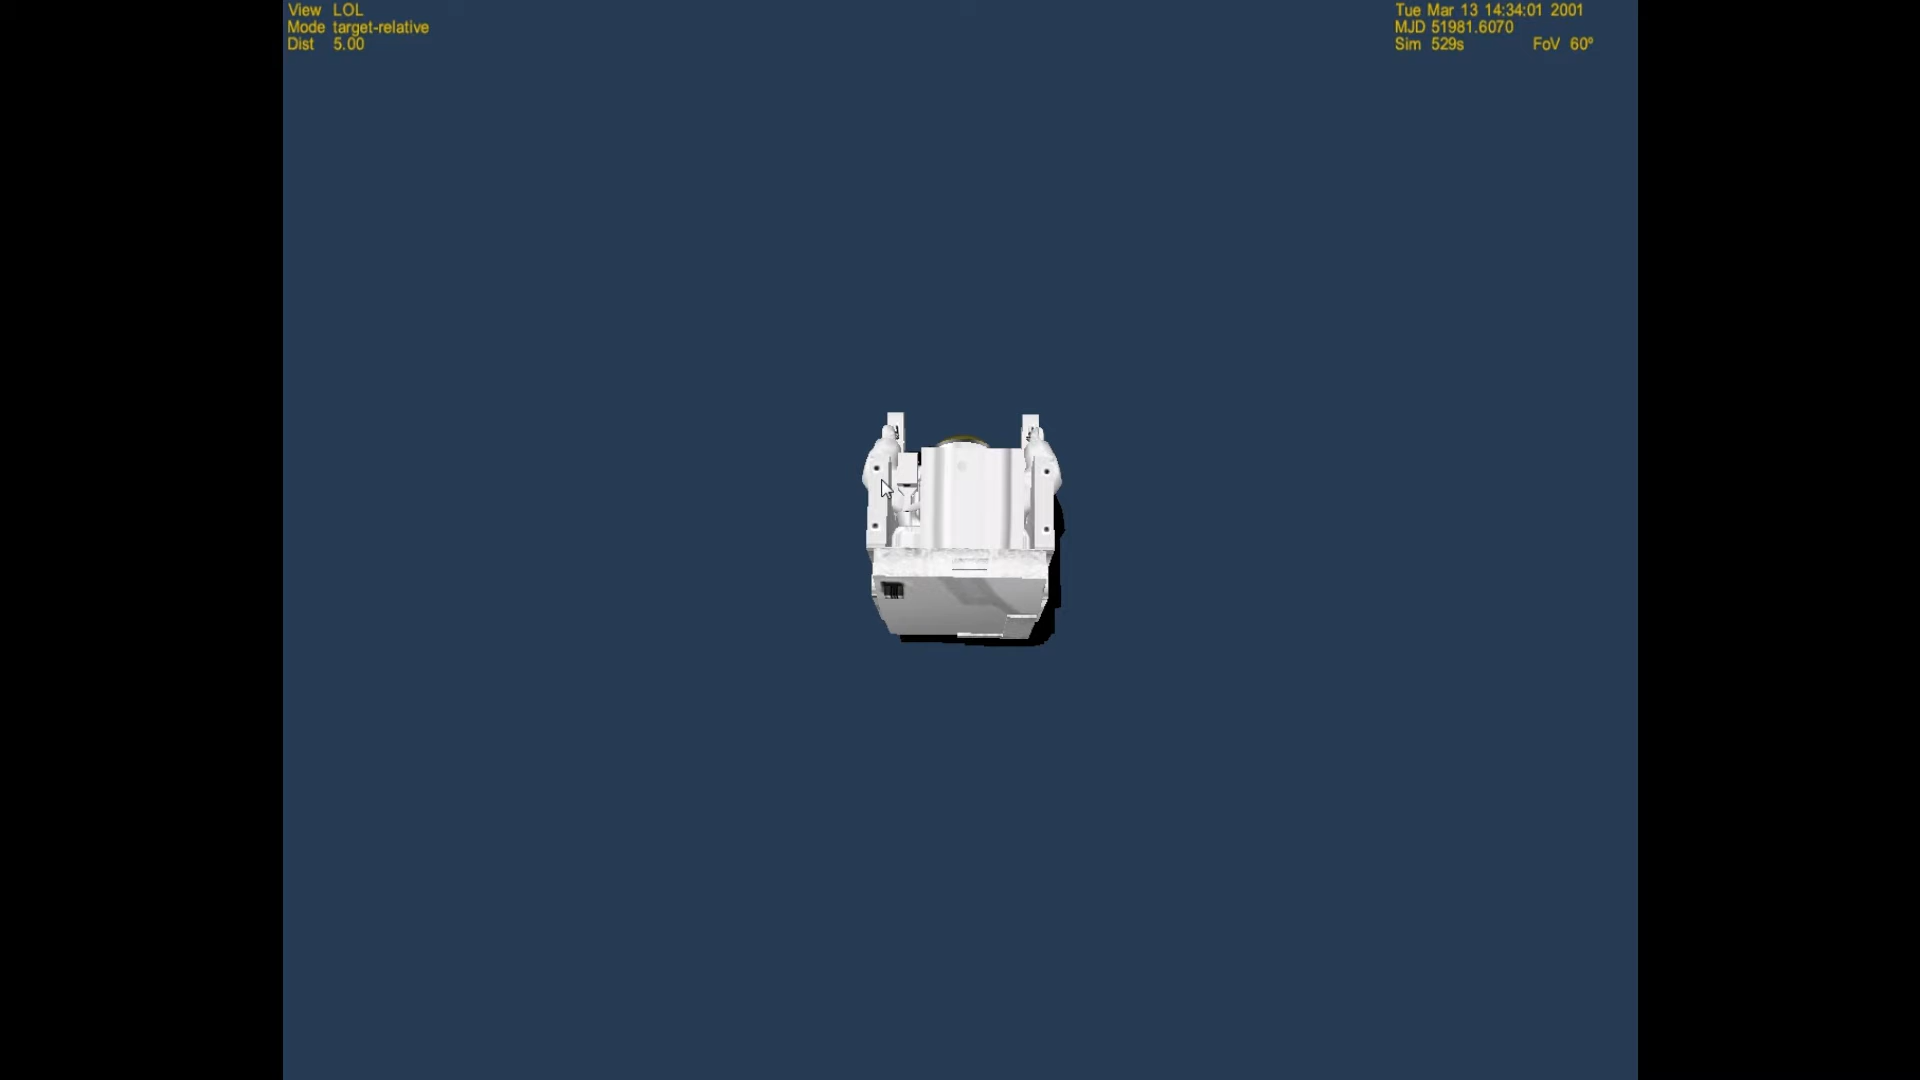 View LOL
Mode target-relative
Dist 5.00
Tue Mar 13 14:34:01 2001
MJD 51981.6070
Sim 529s FoV 60°